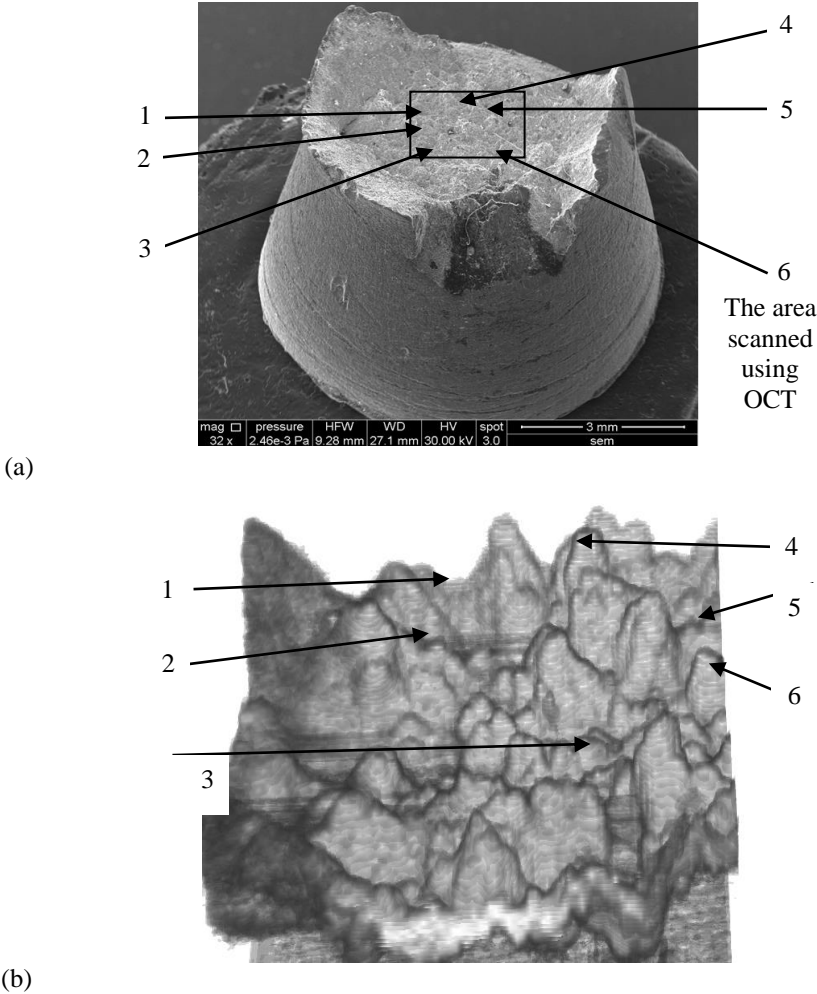 4
1
5
2
3
6
The area
scanned
using
OCT
mag pressure HFW WD HV spot 3 mm
32 x 2.46e-3 Pa 9.28 mm 27.1 mm 30.00 kV 3.0 sem
(a)
4
1
5
2
6
3
(b)